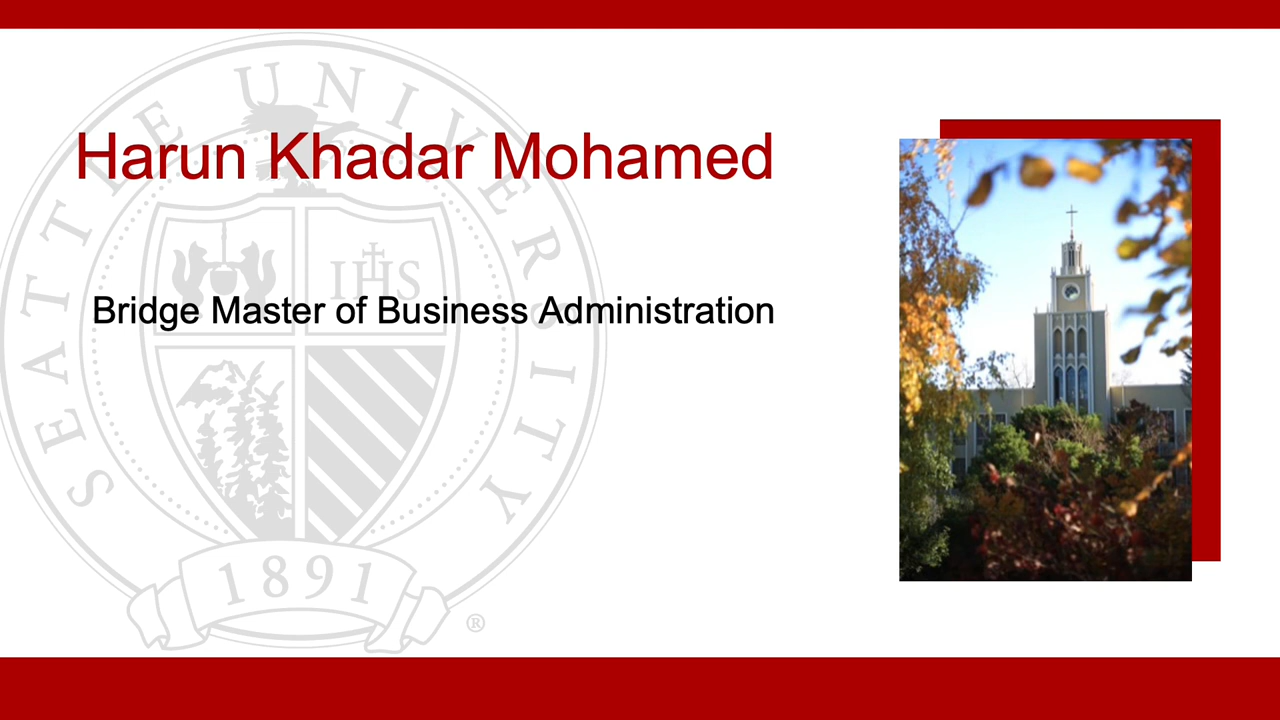 SEATTLE UNIVERSITY
Harun Khadar Mohamed
IHS
Bridge Master of Business Administration
1891
®